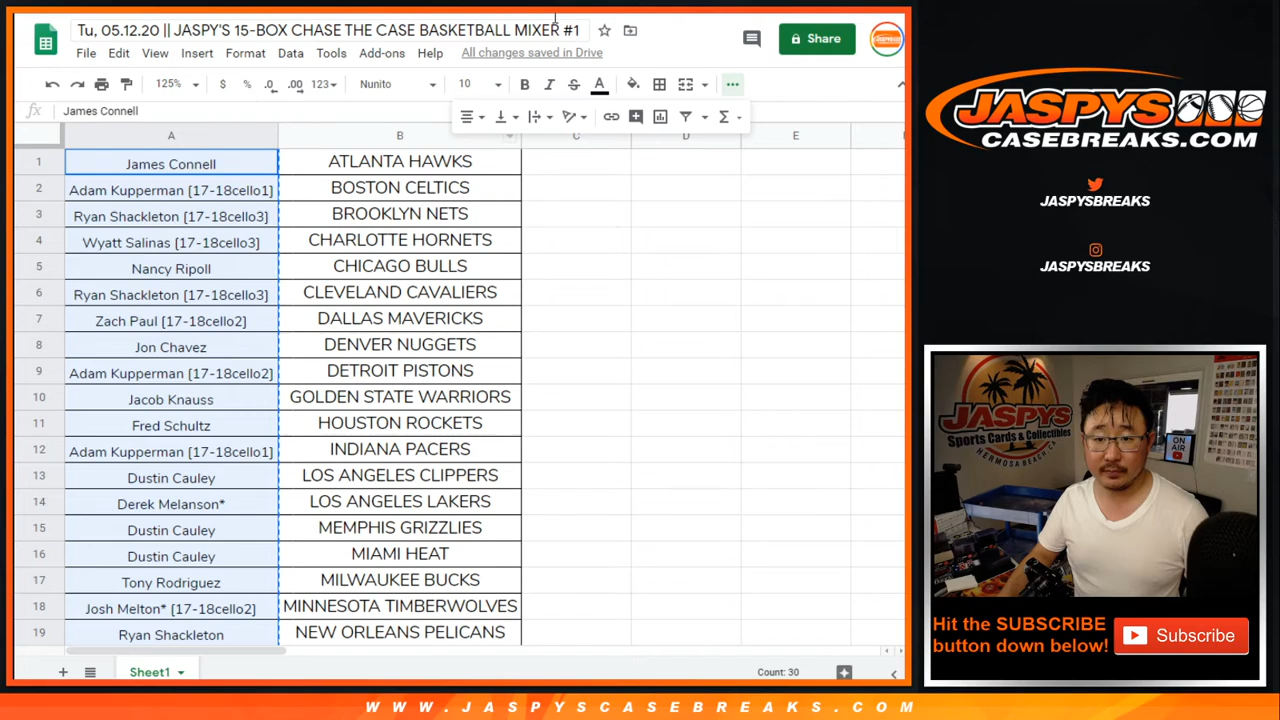 Tu, 05.12.20 || JASPY'S 15-BOX CHASE THE CASE BASKETBALL MIXER #1
File Edit View Insert Format Data Tools Add-ons Help All changes saved in Drive
Share
125% $ % .0 .00 123 Nunito 10 B I S A
fx James Connell
A B C D E
1 James Connell ATLANTA HAWKS
2 Adam Kupperman [17-18cello1] BOSTON CELTICS
3 Ryan Shackleton [17-18cello3] BROOKLYN NETS
4 Wyatt Salinas [17-18cello3] CHARLOTTE HORNETS
5 Nancy Ripoll CHICAGO BULLS
6 Ryan Shackleton [17-18cello3] CLEVELAND CAVALIERS
7 Zach Paul [17-18cello2] DALLAS MAVERICKS
8 Jon Chavez DENVER NUGGETS
9 Adam Kupperman [17-18cello2] DETROIT PISTONS
10 Jacob Knauss GOLDEN STATE WARRIORS
11 Fred Schultz HOUSTON ROCKETS
12 Adam Kupperman [17-18cello1] INDIANA PACERS
13 Dustin Cauley LOS ANGELES CLIPPERS
14 Derek Melanson* LOS ANGELES LAKERS
15 Dustin Cauley MEMPHIS GRIZZLIES
16 Dustin Cauley MIAMI HEAT
17 Tony Rodriguez MILWAUKEE BUCKS
18 Josh Melton* [17-18cello2] MINNESOTA TIMBERWOLVES
19 Ryan Shackleton NEW ORLEANS PELICANS
Sheet1
Count: 30
JASPYS
CASEBREAKS.COM
JASPYSBREAKS
JASPYSBREAKS
JASPYS
Sports Cards & Collectibles
HERMOSA BEACH, CA
ON AIR
Hit the SUBSCRIBE
button down below!
Subscribe
WWW.JASPYSCASEBREAKS.COM